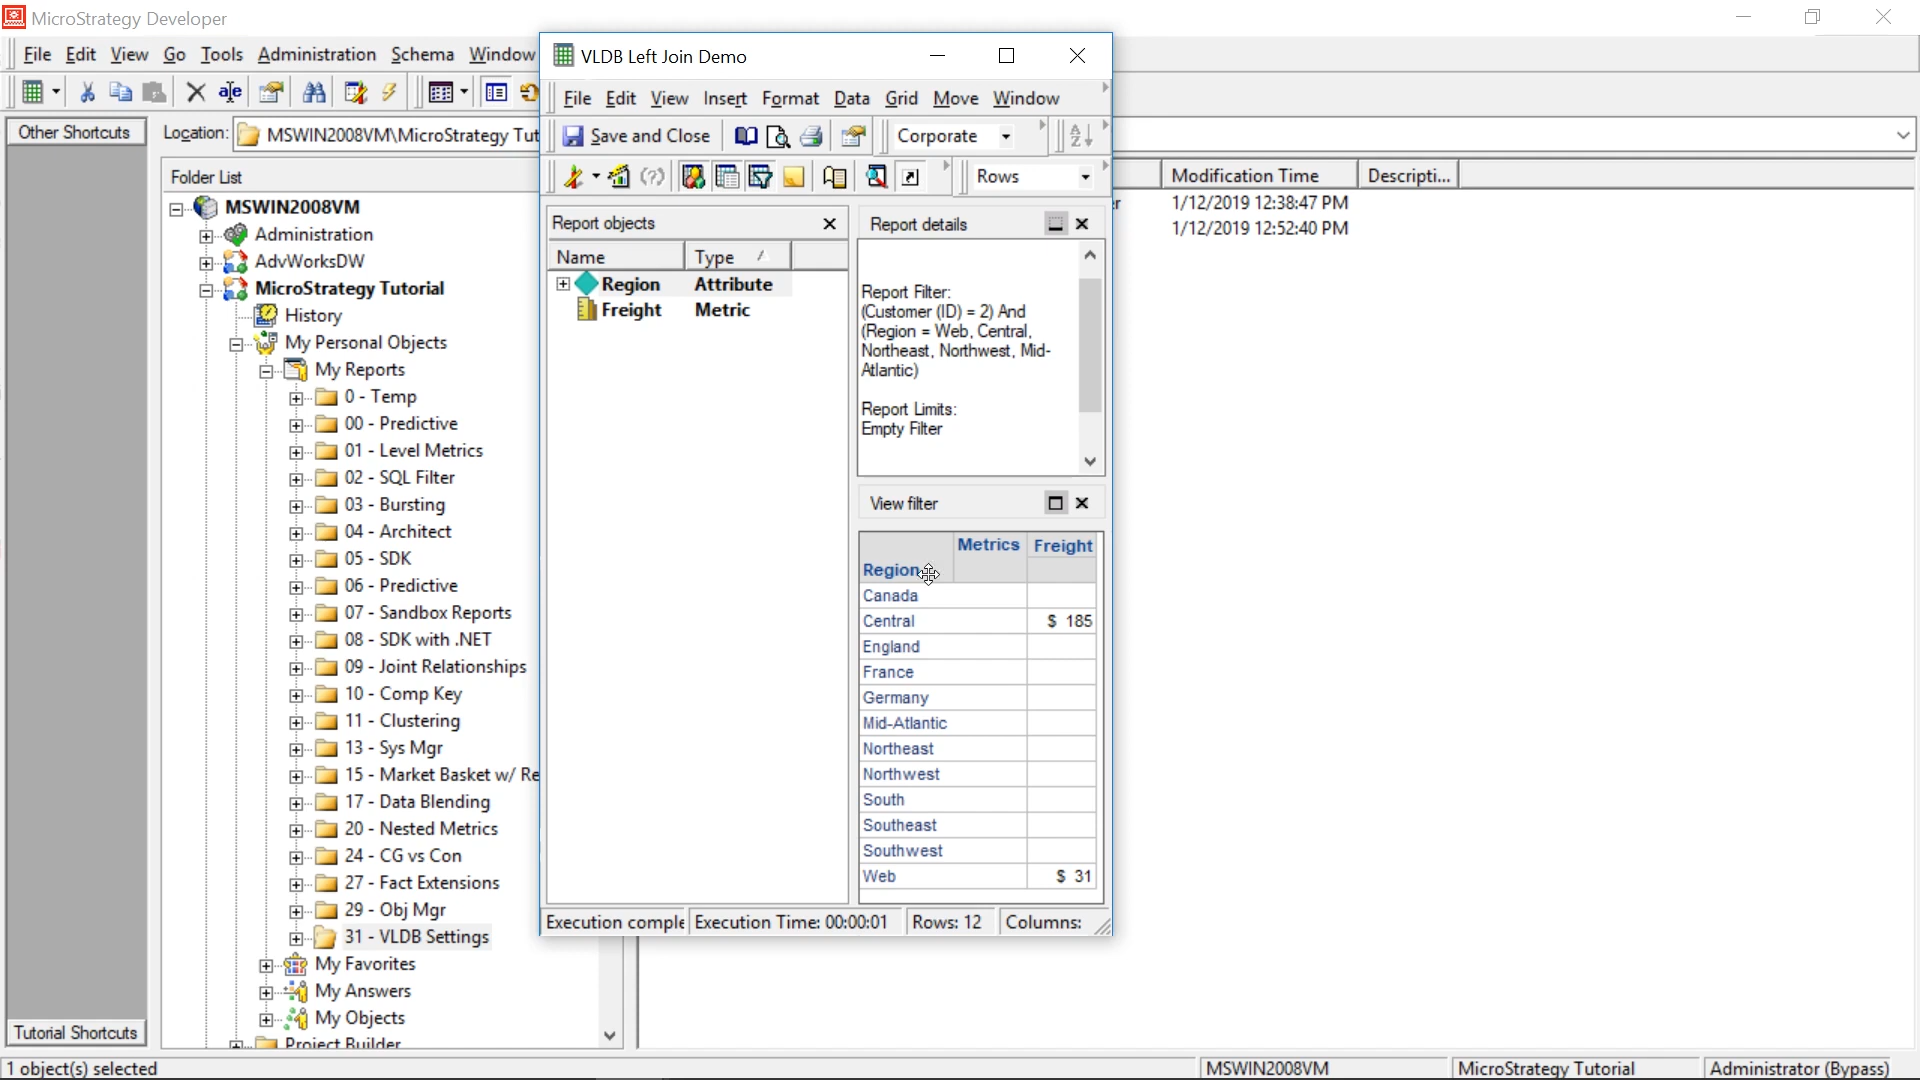 MicroStrategy Developer
File Edit View Go Tools Administration Schema Window
Other Shortcuts
Location: MSWIN2008VM\MicroStrategy Tut
Folder List
MSWIN2008VM
Administration
AdvWorksDW
MicroStrategy Tutorial
History
My Personal Objects
My Reports
0 - Temp
00 - Predictive
01 - Level Metrics
02 - SQL Filter
03 - Bursting
04 - Architect
05 - SDK
06 - Predictive
07 - Sandbox Reports
08 - SDK with .NET
09 - Joint Relationships
10 - Comp Key
11 - Clustering
13 - Sys Mgr
15 - Market Basket w/ Re
17 - Data Blending
20 - Nested Metrics
24 - CG vs Con
27 - Fact Extensions
29 - Obj Mgr
31 - VLDB Settings
My Favorites
My Answers
My Objects
Project Builder
Tutorial Shortcuts
VLDB Left Join Demo
File Edit View Insert Format Data Grid Move Window
Save and Close Corporate
Rows
Report objects
Name Type
Region Attribute
Freight Metric
Report details
Report Filter:
(Customer (ID) = 2) And
(Region = Web, Central,
Northeast, Northwest, Mid-
Atlantic)
Report Limits:
Empty Filter
View filter
Metrics Freight
Region
Canada
Central $ 185
England
France
Germany
Mid-Atlantic
Northeast
Northwest
South
Southeast
Southwest
Web $ 31
Execution comple Execution Time: 00:00:01 Rows: 12 Columns:
Modification Time Descripti...
er 1/12/2019 12:38:47 PM
1/12/2019 12:52:40 PM
1 object(s) selected MSWIN2008VM MicroStrategy Tutorial Administrator (Bypass)